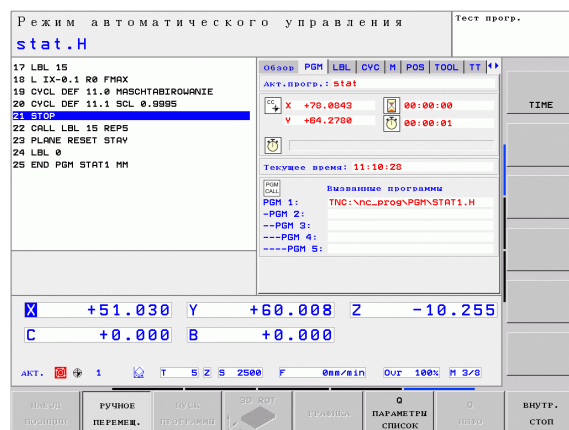 Режим автоматического управления
Тест прогр.
stat.H
17 LBL 15
18 L IX-0.1 R0 FMAX
19 CYCL DEF 11.0 MASCHTABIROWANIE
20 CYCL DEF 11.1 SCL 0.9995
21 STOP
22 CALL LBL 15 REP5
23 PLANE RESET STAY
24 LBL 0
25 END PGM STAT1 MM
Обзор PGM LBL CYC M POS TOOL TT
Акт.прогр.: stat
CC X +78.0843 00:00:00
Y +64.2780 00:00:01
Текущее время: 11:10:28
PGM CALL Вызванные программы
PGM 1: TNC:\nc_prog\PGM\STAT1.H
-PGM 2:
--PGM 3:
---PGM 4:
----PGM 5:
TIME
X +51.030 Y +60.008 Z -10.255
C +0.000 B +0.000
АКТ. 1 T 5 Z S 2500 F 0mm/min Ovr 100% M 3/8
НАБОД ПОЗИЦИИ
РУЧНОЕ ПЕРЕМЕЩ.
ПУСК ПРОГРАММЫ
3D ROT
ГРАФИКА
Q ПАРАМЕТРЫ СПИСОК
Q ИНФО
ВНУТР. СТОП